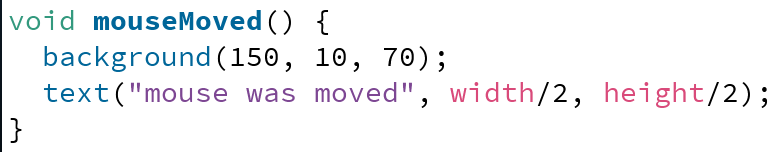 void mouseMoved() {
  background(150, 10, 70);
  text("mouse was moved", width/2, height/2);
}